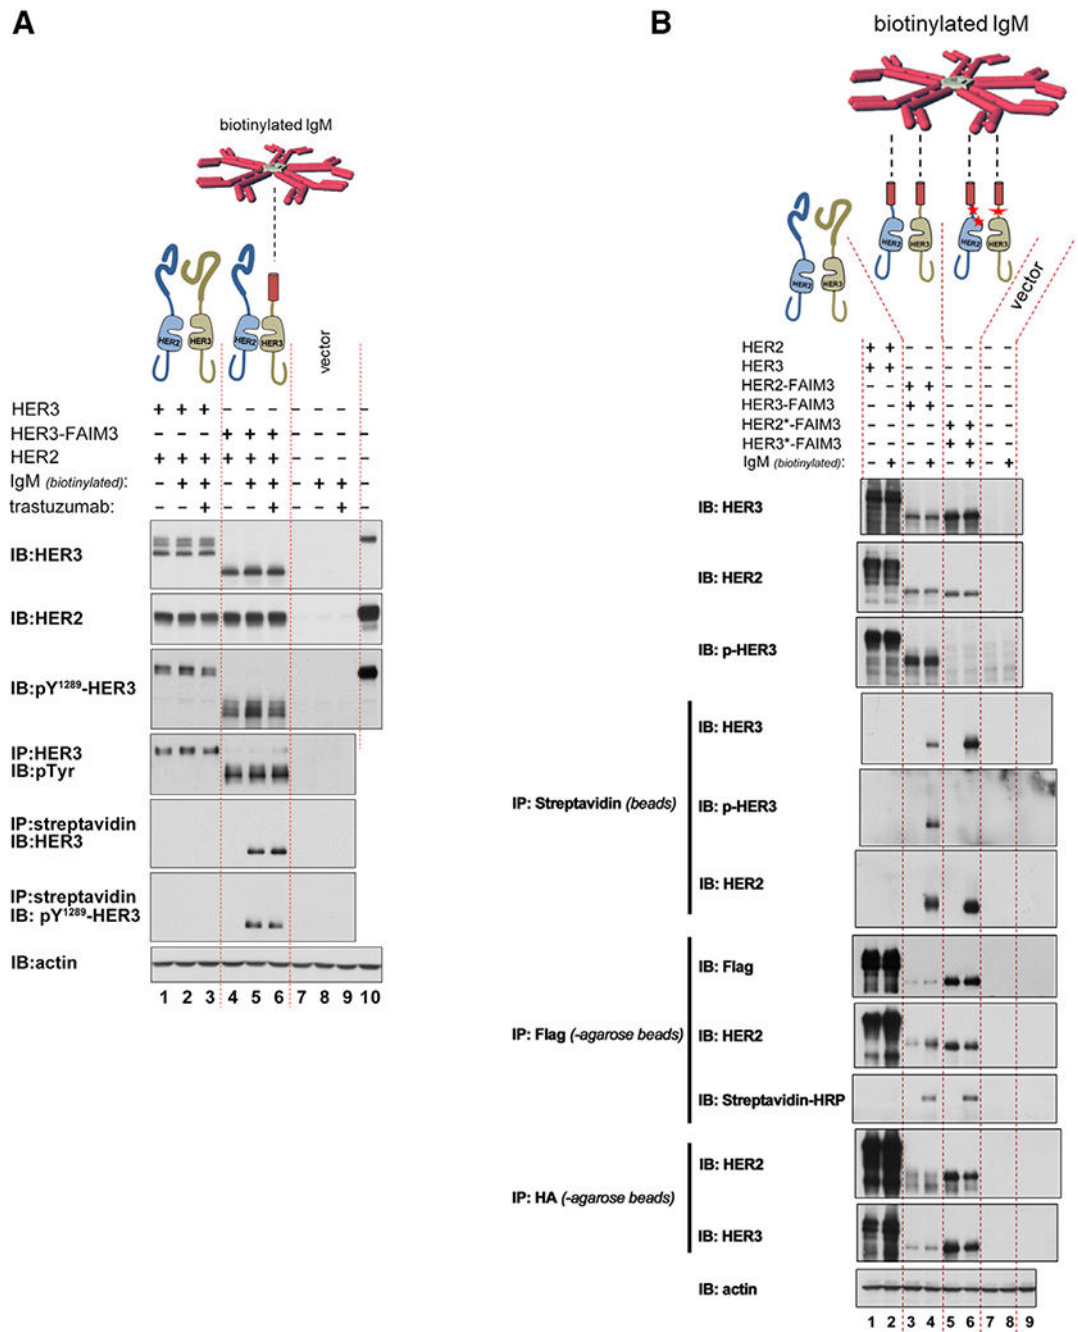 A
biotinylated IgM
HER2 HER3 HER2 HER3 vector
HER3 + + + – – – – – – –
HER3-FAIM3 – – – + + + – – – –
HER2 + + + + + + – – – –
IgM (biotinylated): – + + – + + – + + –
trastuzumab: – – + – – + – – + –
IB:HER3
IB:HER2
IB:pY1289-HER3
IP:HER3
IB:pTyr
IP:streptavidin
IB:HER3
IP:streptavidin
IB: pY1289-HER3
IB:actin
1 2 3 4 5 6 7 8 9 10
B
biotinylated IgM
HER2 HER3 HER2 HER3 HER2 HER3 vector
HER2 + + – – – – – –
HER3 + + – – – – – –
HER2-FAIM3 – – + + – – – –
HER3-FAIM3 – – + + – – – –
HER2*-FAIM3 – – – – + + – –
HER3*-FAIM3 – – – – + + – –
IgM (biotinylated): – + – + – + – +
IB: HER3
IB: HER2
IB: p-HER3
IP: Streptavidin (beads)
IB: HER3
IB: p-HER3
IB: HER2
IP: Flag (-agarose beads)
IB: Flag
IB: HER2
IB: Streptavidin-HRP
IP: HA (-agarose beads)
IB: HER2
IB: HER3
IB: actin
1 2 3 4 5 6 7 8 9